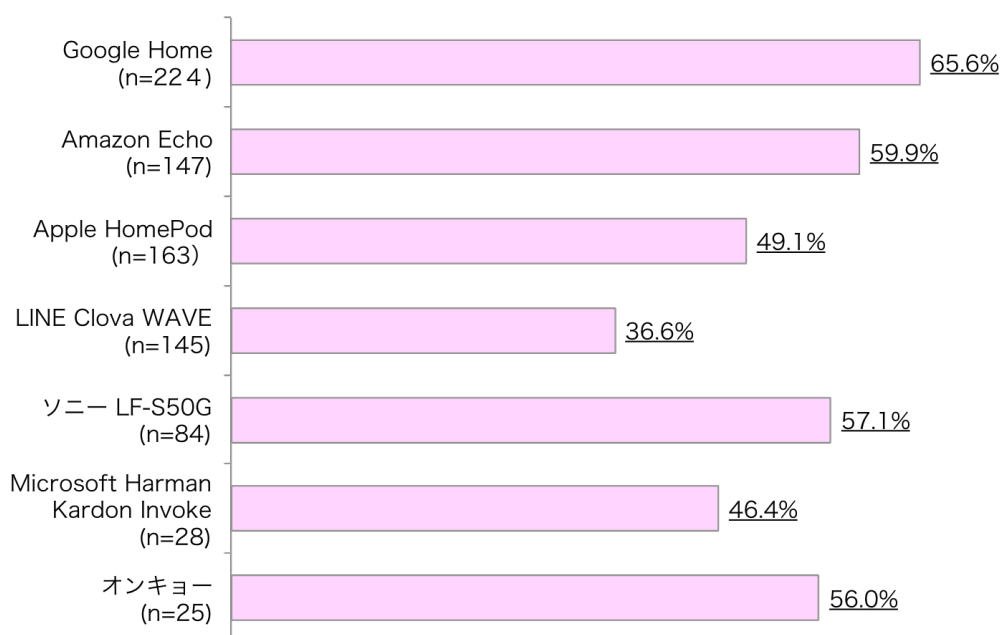 Google Home
(n=22４)
65.6%
Amazon Echo
(n=147)
59.9%
Apple HomePod
(n=163）
49.1%
LINE Clova WAVE
(n=145)
36.6%
ソニー LF-S50G
(n=84)
57.1%
Microsoft Harman
Kardon Invoke
(n=28)
46.4%
オンキョー
(n=25)
56.0%